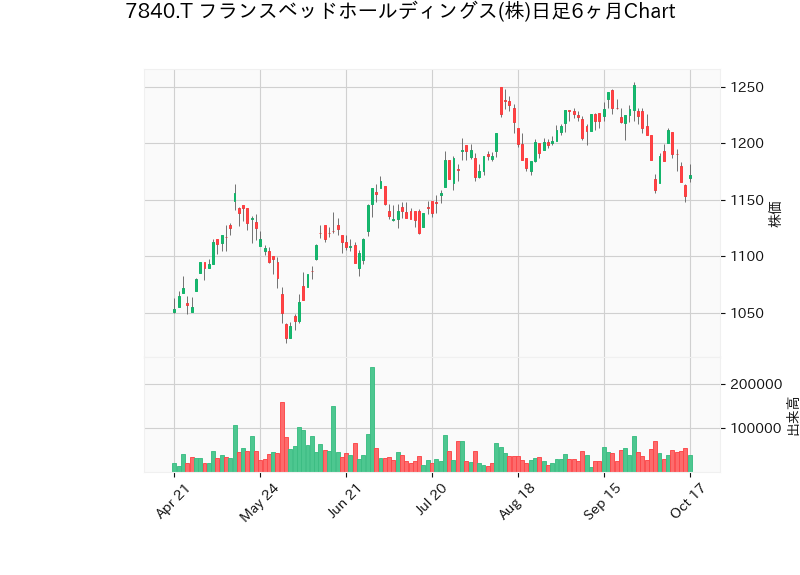 7840.T フランスベッドホールディングス(株)日足6ヶ月Chart
1250
1200
1150
1100
1050
株価
200000
100000
出来高
Apr 21
May 24
Jun 21
Jul 20
Aug 18
Sep 15
Oct 17